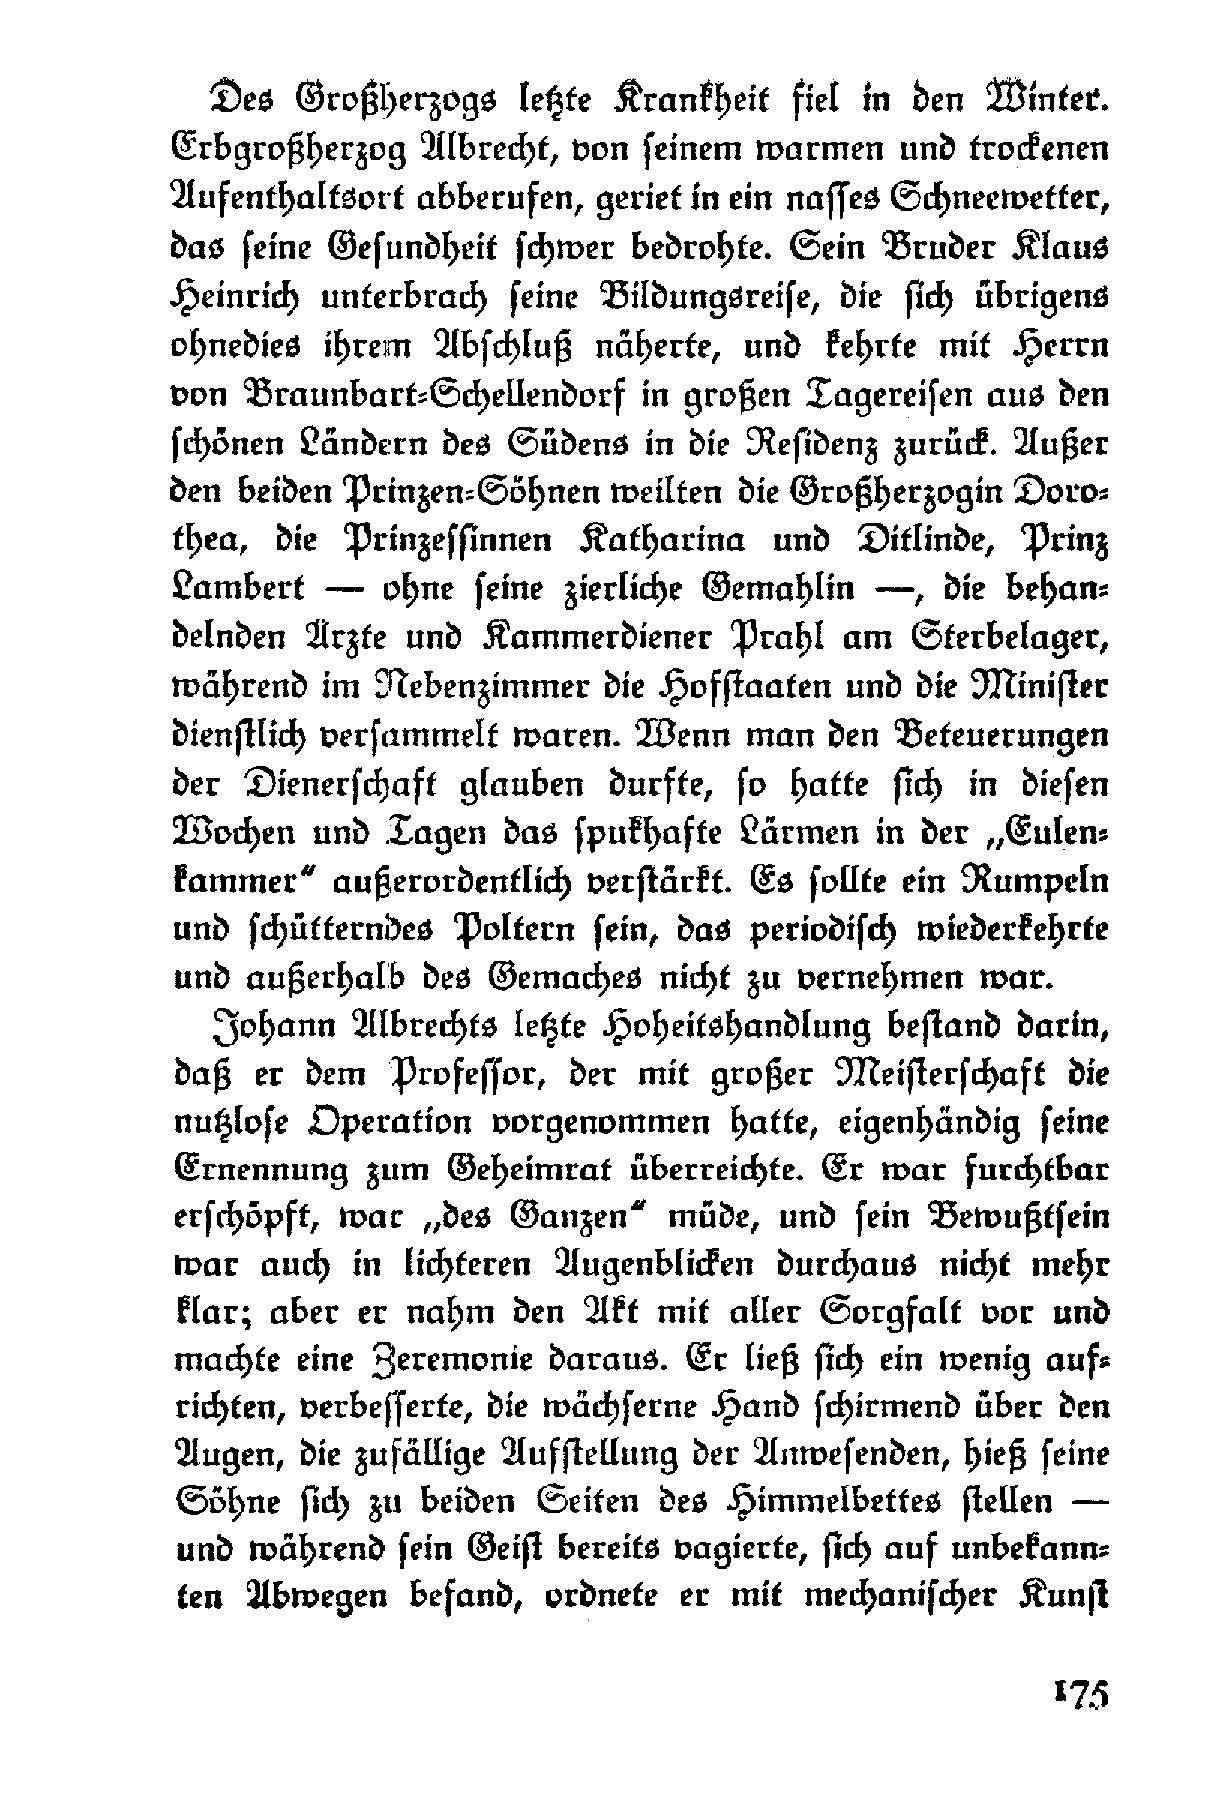 Des Großherzogs letzte Krankheit fiel in den Winter.
Erbgroßherzog Albrecht, von seinem warmen und trockenen
Aufenthaltsort abberufen, geriet in ein nasses Schneewetter,
das seine Gesundheit schwer bedrohte. Sein Bruder Klaus
Heinrich unterbrach seine Bildungsreise, die sich übrigens
ohnedies ihrem Abschluß näherte, und kehrte mit Herrn
von Braunbart-Schellendorf in großen Tagereisen aus den
schönen Ländern des Südens in die Residenz zurück. Außer
den beiden Prinzen-Söhnen weilten die Großherzogin Doro-
thea, die Prinzessinnen Katharina und Ditlinde, Prinz
Lambert — ohne seine zierliche Gemahlin —, die behan-
delnden Ärzte und Kammerdiener Prahl am Sterbelager,
während im Nebenzimmer die Hofstaaten und die Minister
dienstlich versammelt waren. Wenn man den Beteuerungen
der Dienerschaft glauben durfte, so hatte sich in diesen
Wochen und Tagen das spukhafte Lärmen in der „Eulen-
kammer“ außerordentlich verstärkt. Es sollte ein Rumpeln
und schütterndes Poltern sein, das periodisch wiederkehrte
und außerhalb des Gemaches nicht zu vernehmen war.
Johann Albrechts letzte Hoheitshandlung bestand darin,
daß er dem Professor, der mit großer Meisterschaft die
nutzlose Operation vorgenommen hatte, eigenhändig seine
Ernennung zum Geheimrat überreichte. Er war furchtbar
erschöpft, war „des Ganzen“ müde, und sein Bewußtsein
war auch in lichteren Augenblicken durchaus nicht mehr
klar; aber er nahm den Akt mit aller Sorgfalt vor und
machte eine Zeremonie daraus. Er ließ sich ein wenig auf-
richten, verbesserte, die wächserne Hand schirmend über den
Augen, die zufällige Aufstellung der Anwesenden, hieß seine
Söhne sich zu beiden Seiten des Himmelbettes stellen —
und während sein Geist bereits vagierte, sich auf unbekann-
ten Abwegen befand, ordnete er mit mechanischer Kunst
175